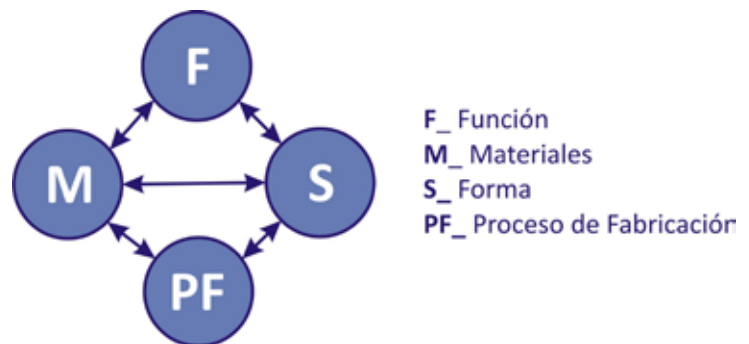 F
M
S
PF
F_ Función
M_ Materiales
S_ Forma
PF_ Proceso de Fabricación